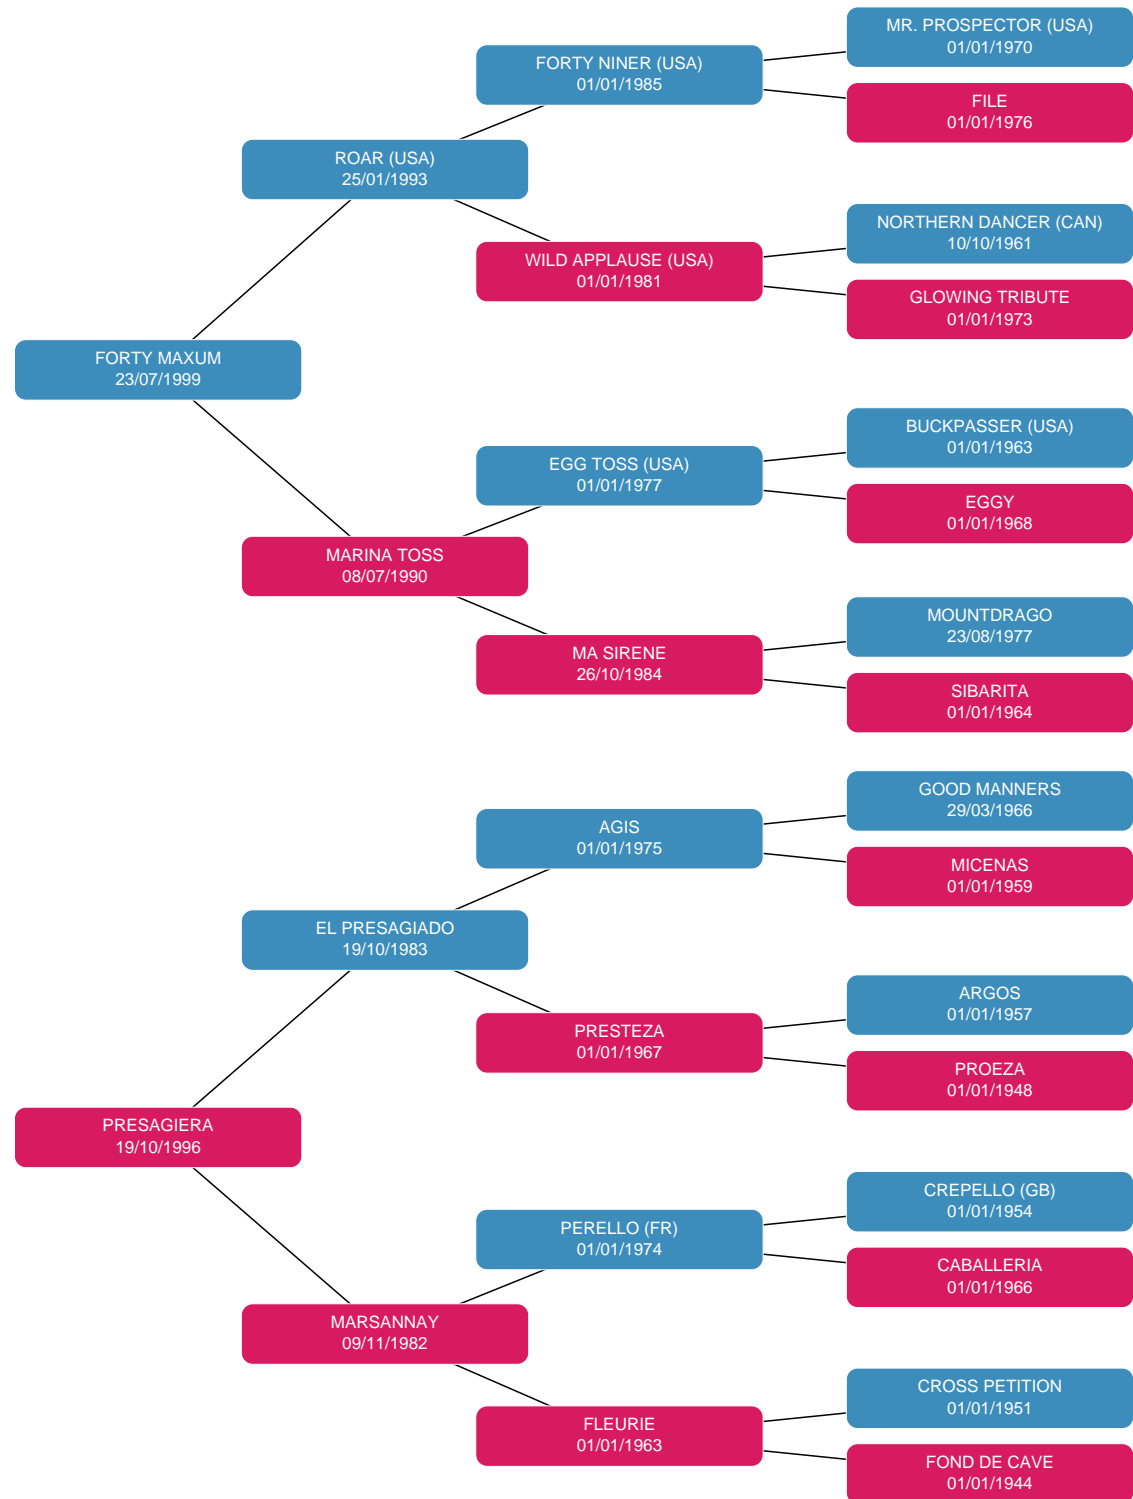 MR. PROSPECTOR (USA)
01/01/1970
FORTY NINER (USA)
01/01/1985
FILE
01/01/1976
ROAR (USA)
25/01/1993
NORTHERN DANCER (CAN)
10/10/1961
WILD APPLAUSE (USA)
01/01/1981
GLOWING TRIBUTE
01/01/1973
FORTY MAXUM
23/07/1999
BUCKPASSER (USA)
01/01/1963
EGG TOSS (USA)
01/01/1977
EGGY
01/01/1968
MARINA TOSS
08/07/1990
MOUNTDRAGO
23/08/1977
MA SIRENE
26/10/1984
SIBARITA
01/01/1964
GOOD MANNERS
29/03/1966
AGIS
01/01/1975
MICENAS
01/01/1959
EL PRESAGIADO
19/10/1983
ARGOS
01/01/1957
PRESTEZA
01/01/1967
PROEZA
01/01/1948
PRESAGIERA
19/10/1996
CREPELLO (GB)
01/01/1954
PERELLO (FR)
01/01/1974
CABALLERIA
01/01/1966
MARSANNAY
09/11/1982
CROSS PETITION
01/01/1951
FLEURIE
01/01/1963
FOND DE CAVE
01/01/1944